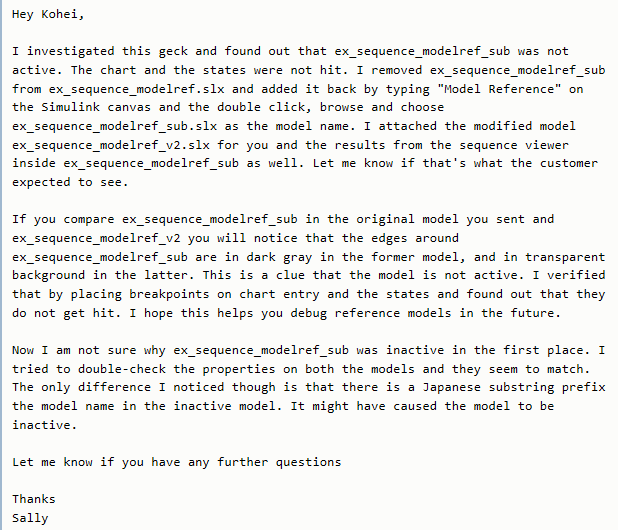 Hey Kohei,

I investigated this geck and found out that ex_sequence_modelref_sub was not
active. The chart and the states were not hit. I removed ex_sequence_modelref_sub
from ex_sequence_modelref.slx and added it back by typing "Model Reference" on
the Simulink canvas and the double click, browse and choose
ex_sequence_modelref_sub.slx as the model name. I attached the modified model
ex_sequence_modelref_v2.slx for you and the results from the sequence viewer
inside ex_sequence_modelref_sub as well. Let me know if that's what the customer
expected to see.

If you compare ex_sequence_modelref_sub in the original model you sent and
ex_sequence_modelref_v2 you will notice that the edges around
ex_sequence_modelref_sub are in dark gray in the former model, and in transparent
background in the latter. This is a clue that the model is not active. I verified
that by placing breakpoints on chart entry and the states and found out that they
do not get hit. I hope this helps you debug reference models in the future.

Now I am not sure why ex_sequence_modelref_sub was inactive in the first place. I
tried to double-check the properties on both the models and they seem to match.
The only difference I noticed though is that there is a Japanese substring prefix
the model name in the inactive model. It might have caused the model to be
inactive.

Let me know if you have any further questions

Thanks
Sally